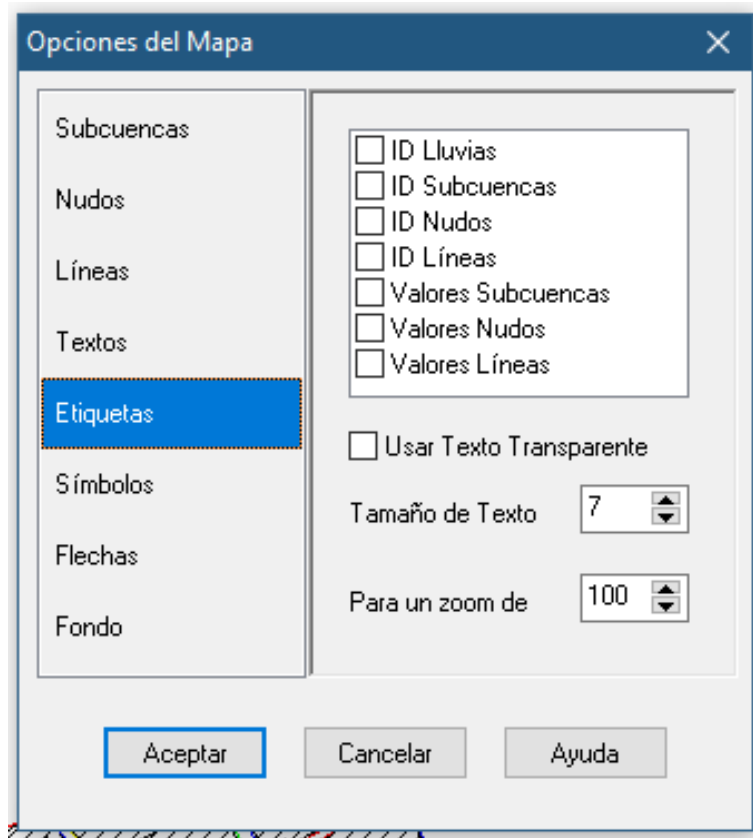 Opciones del Mapa
Subcuencas
Nudos
Líneas
Textos
Etiquetas
Símbolos
Flechas
Fondo
ID Lluvias
ID Subcuencas
ID Nudos
ID Líneas
Valores Subcuencas
Valores Nudos
Valores Líneas
Usar Texto Transparente
Tamaño de Texto 7
Para un zoom de 100
Aceptar Cancelar Ayuda